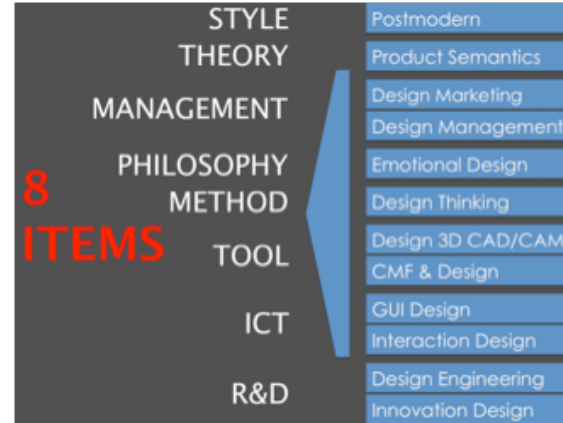 STYLE
Postmodern
THEORY
Product Semantics
MANAGEMENT
Design Marketing
Design Management
PHILOSOPHY
Emotional Design
8
ITEMS
METHOD
Design Thinking
TOOL
Design 3D CAD/CAM
CMF & Design
ICT
GUI Design
Interaction Design
R&D
Design Engineering
Innovation Design